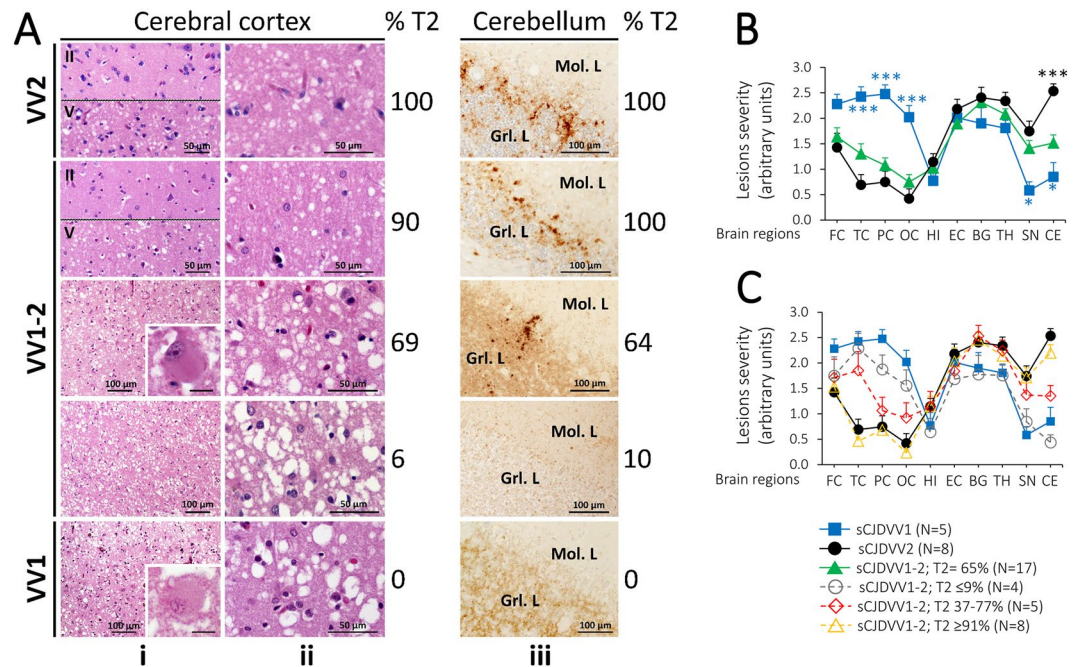 A
Cerebral cortex % T2 Cerebellum % T2
VV2
II
V
50 µm
50 µm
100
Mol. L
Grl. L
100 µm
100
VV1-2
II
V
50 µm
50 µm
90
Mol. L
Grl. L
100 µm
100
100 µm
50 µm
69
Mol. L
Grl. L
100 µm
64
100 µm
50 µm
6
Mol. L
Grl. L
100 µm
10
VV1
100 µm
50 µm
0
Mol. L
Grl. L
100 µm
0
i ii iii
B
Lesions severity
(arbitrary units)
3.0
2.5
2.0
1.5
1.0
0.5
0.0
***
***
***
***
*
*
Brain regions FC TC PC OC HI EC BG TH SN CE
C
Lesions severity
(arbitrary units)
3.0
2.5
2.0
1.5
1.0
0.5
0.0
Brain regions FC TC PC OC HI EC BG TH SN CE
sCJDVV1 (N=5)
sCJDVV2 (N=8)
sCJDVV1-2; T2= 65% (N=17)
sCJDVV1-2; T2 ≤9% (N=4)
sCJDVV1-2; T2 37-77% (N=5)
sCJDVV1-2; T2 ≥91% (N=8)